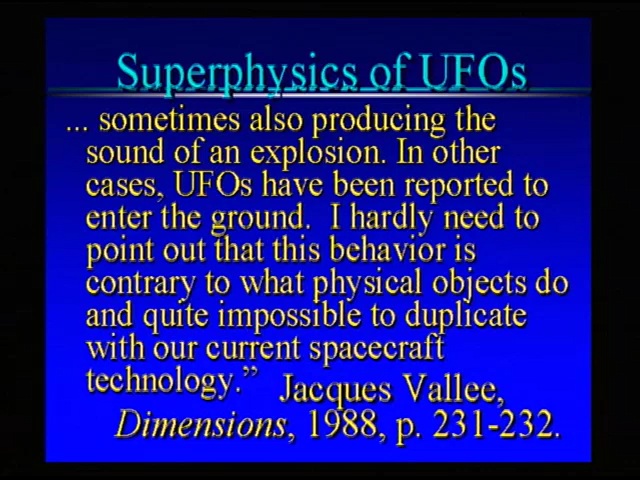 Superphysics of UFOs
... sometimes also producing the
sound of an explosion. In other
cases, UFOs have been reported to
enter the ground.  I hardly need to
point out that this behavior is
contrary to what physical objects do
and quite impossible to duplicate
with our current spacecraft
technology.”  Jacques Vallee,
Dimensions, 1988, p. 231-232.